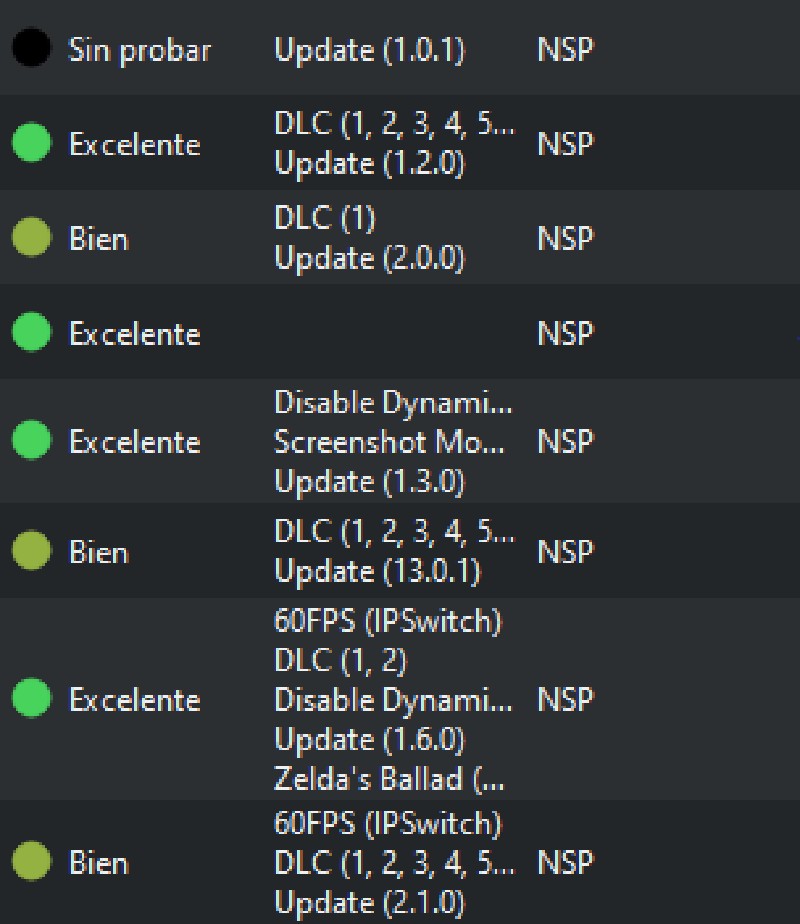 Sin probar Update (1.0.1) NSP
Excelente DLC (1, 2, 3, 4, 5... NSP
Update (1.2.0)
Bien DLC (1) NSP
Update (2.0.0)
Excelente NSP
Disable Dynami...
Excelente Screenshot Mo... NSP
Update (1.3.0)
Bien DLC (1, 2, 3, 4, 5... NSP
Update (13.0.1)
60FPS (IPSwitch)
DLC (1, 2)
Excelente Disable Dynami... NSP
Update (1.6.0)
Zelda's Ballad (...
60FPS (IPSwitch)
Bien DLC (1, 2, 3, 4, 5... NSP
Update (2.1.0)